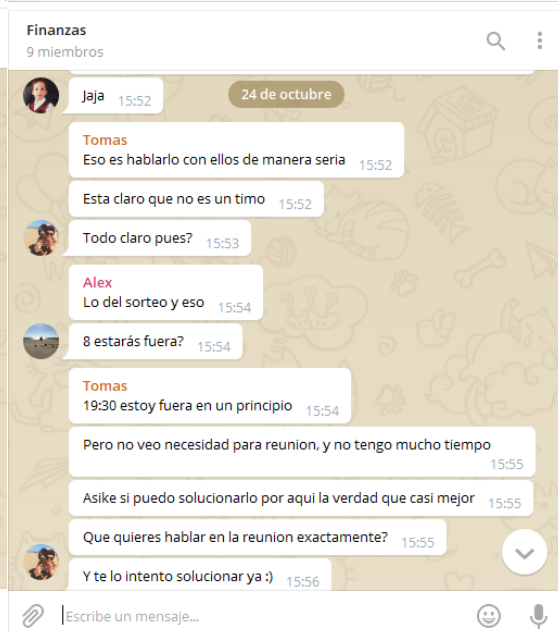 Finanzas
9 miembros
Jaja 15:52
24 de octubre
Tomas
Eso es hablarlo con ellos de manera seria 15:52
Esta claro que no es un timo 15:52
Todo claro pues? 15:53
Alex
Lo del sorteo y eso 15:54
8 estarás fuera? 15:54
Tomas
19:30 estoy fuera en un principio 15:54
Pero no veo necesidad para reunion, y no tengo mucho tiempo
15:55
Asike si puedo solucionarlo por aqui la verdad que casi mejor 15:55
Que quieres hablar en la reunion exactamente? 15:55
Y te lo intento solucionar ya :) 15:56
Escribe un mensaje...